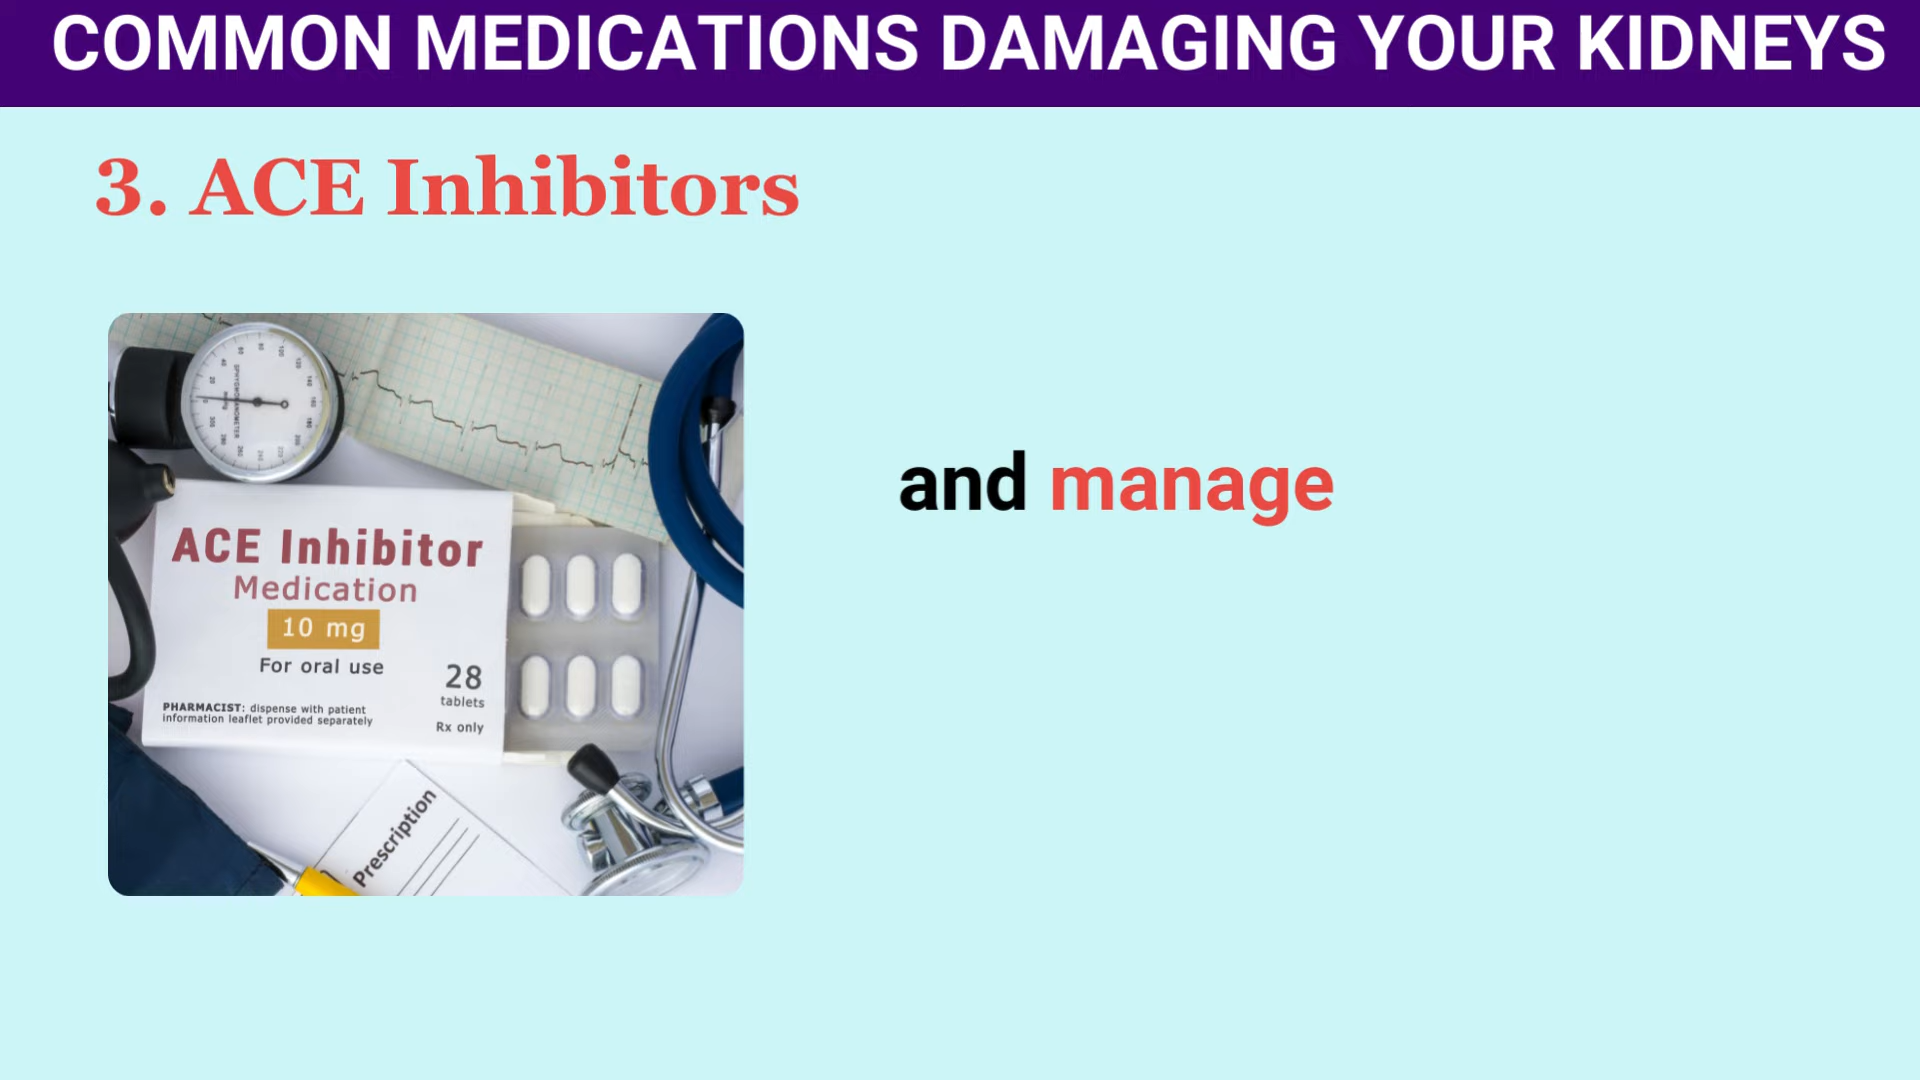 COMMON MEDICATIONS DAMAGING YOUR KIDNEYS
3. ACE Inhibitors
and manage
ACE Inhibitor
Medication
10 mg
For oral use
28
tablets
PHARMACIST: dispense with patient
information leaflet provided separately
Rx only
Prescription